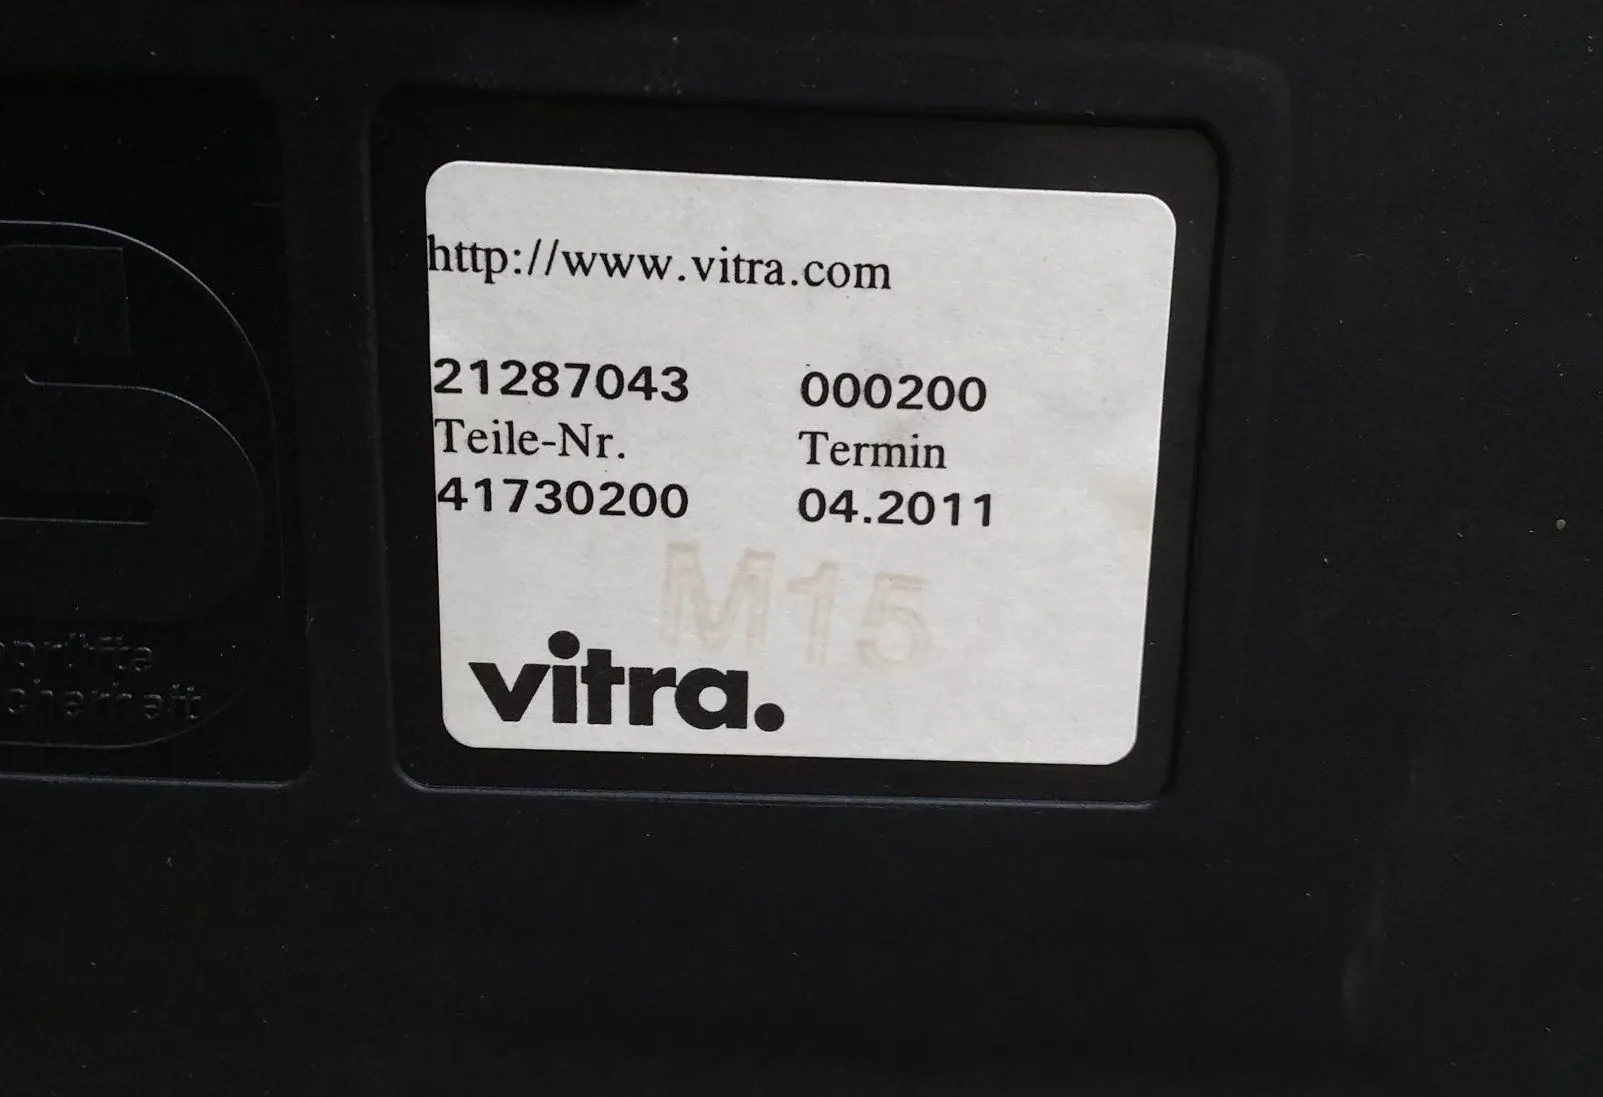 http://www.vitra.com
21287043 000200
Teile-Nr. Termin
41730200 04.2011
M15
vitra.